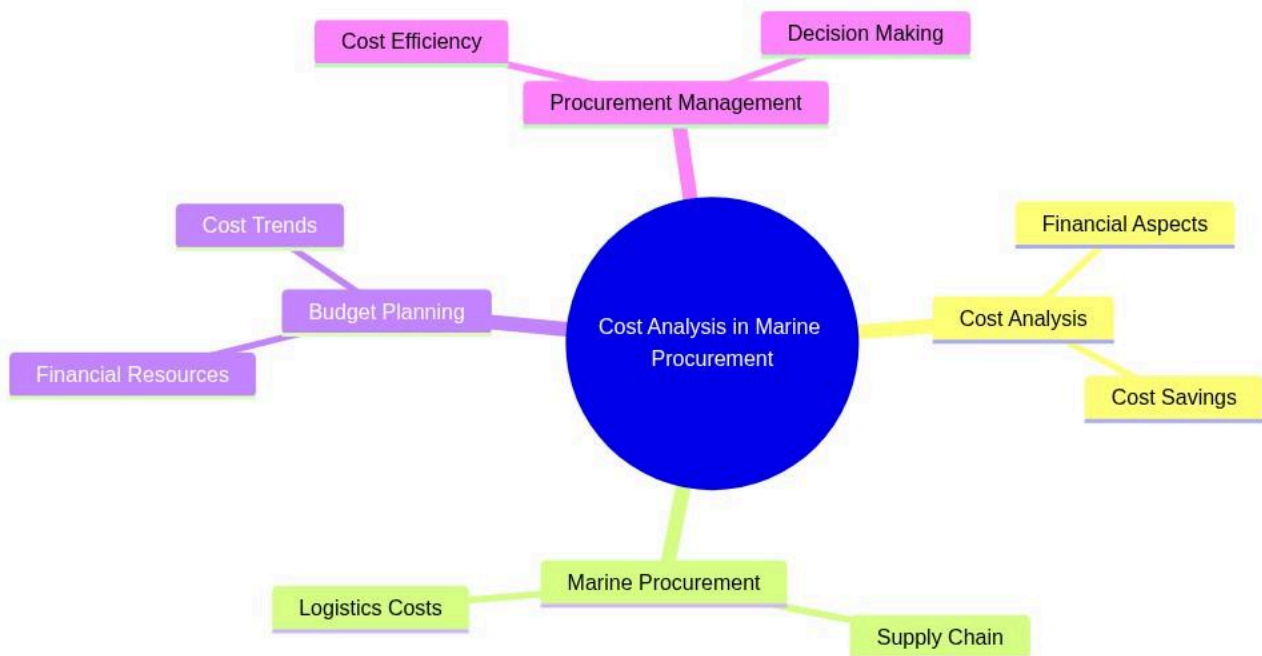 Cost Efficiency
Decision Making
Procurement Management
Cost Trends
Financial Aspects
Budget Planning
Cost Analysis in Marine
Procurement
Cost Analysis
Financial Resources
Cost Savings
Marine Procurement
Logistics Costs
Supply Chain